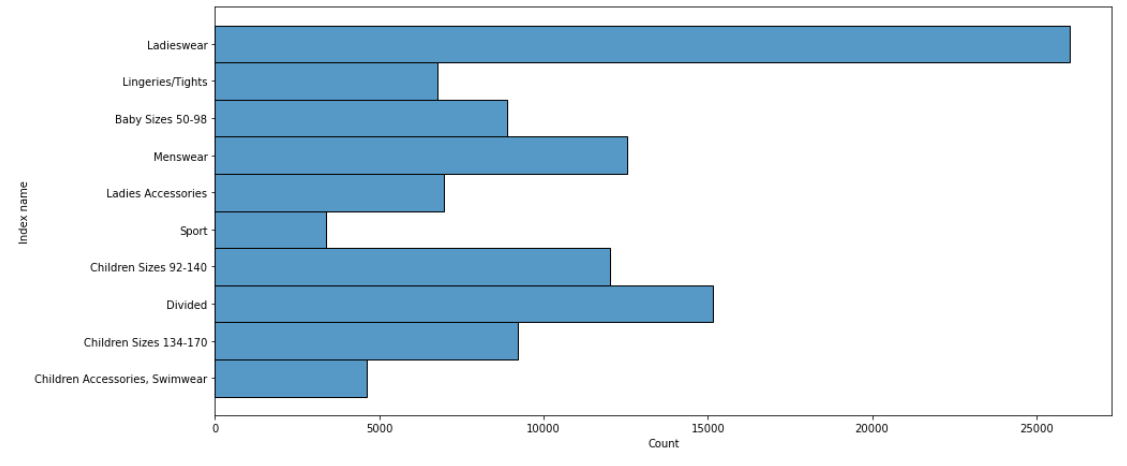 Index name
Ladieswear
Lingeries/Tights
Baby Sizes 50-98
Menswear
Ladies Accessories
Sport
Children Sizes 92-140
Divided
Children Sizes 134-170
Children Accessories, Swimwear
0 5000 10000 15000 20000 25000
Count